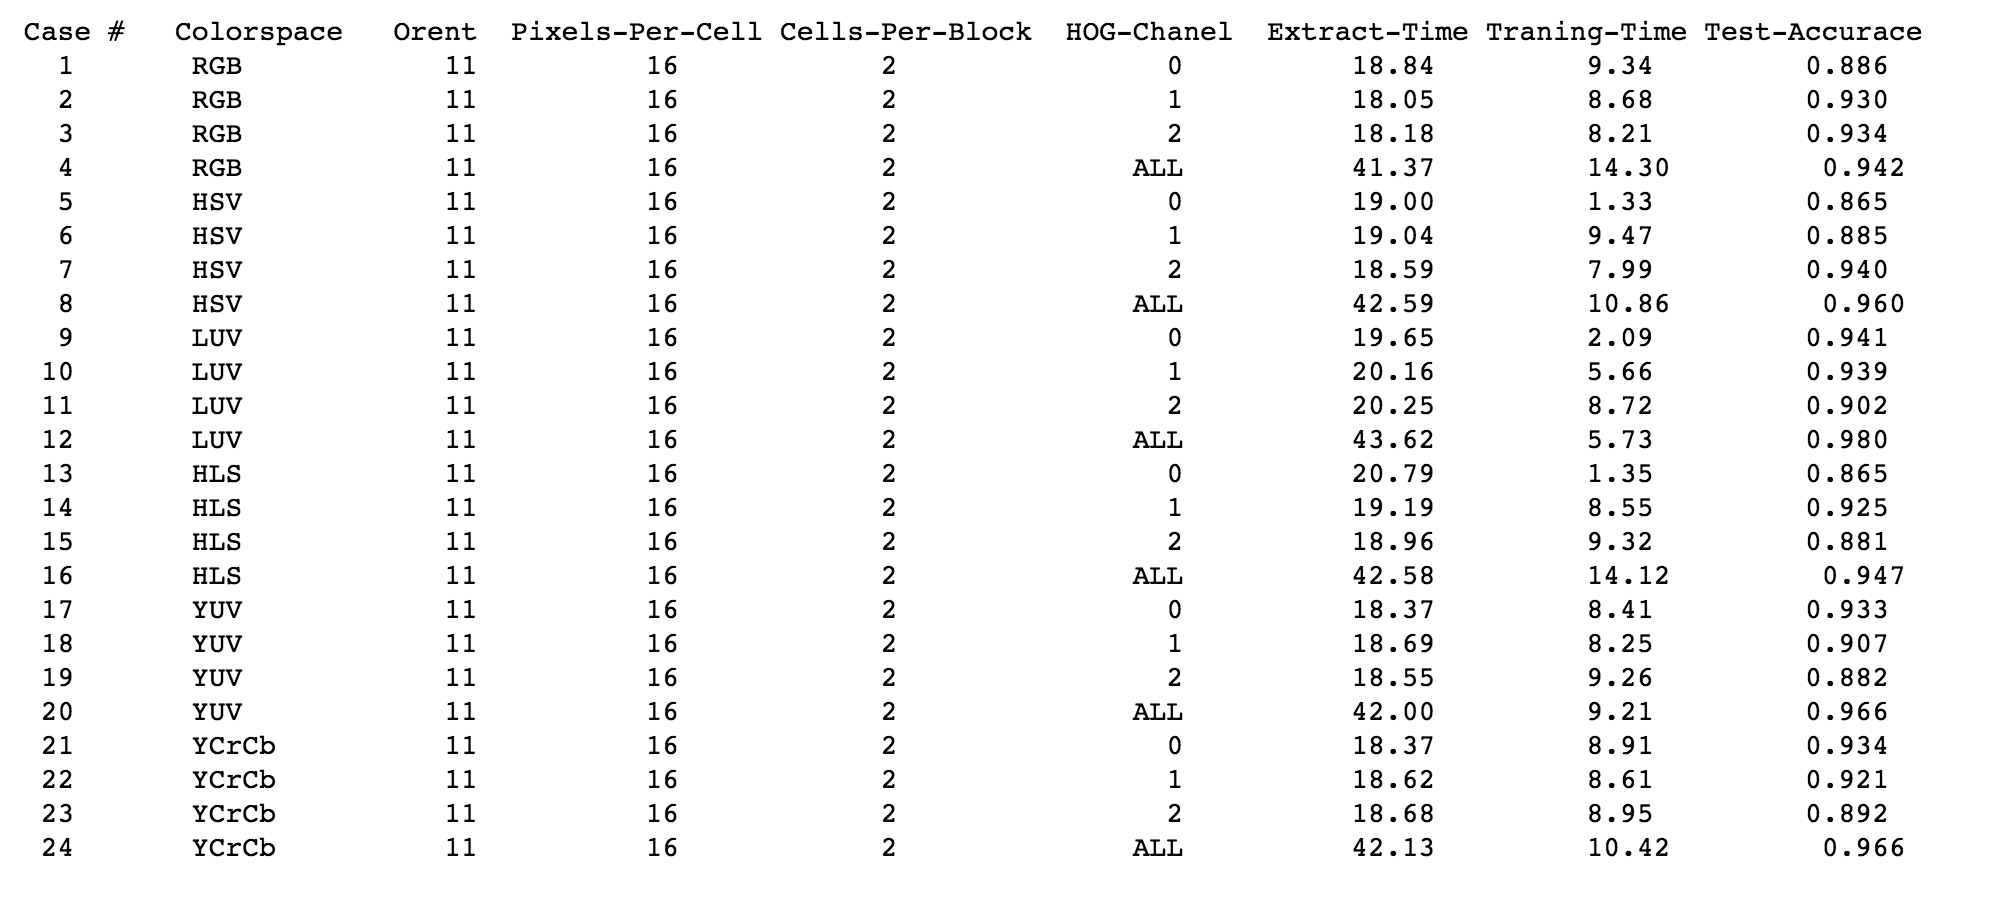 Case # Colorspace Orent Pixels-Per-Cell Cells-Per-Block HOG-Chanel Extract-Time Traning-Time Test-Accurace
1 RGB 11 16 2 0 18.84 9.34 0.886
2 RGB 11 16 2 1 18.05 8.68 0.930
3 RGB 11 16 2 2 18.18 8.21 0.934
4 RGB 11 16 2 ALL 41.37 14.30 0.942
5 HSV 11 16 2 0 19.00 1.33 0.865
6 HSV 11 16 2 1 19.04 9.47 0.885
7 HSV 11 16 2 2 18.59 7.99 0.940
8 HSV 11 16 2 ALL 42.59 10.86 0.960
9 LUV 11 16 2 0 19.65 2.09 0.941
10 LUV 11 16 2 1 20.16 5.66 0.939
11 LUV 11 16 2 2 20.25 8.72 0.902
12 LUV 11 16 2 ALL 43.62 5.73 0.980
13 HLS 11 16 2 0 20.79 1.35 0.865
14 HLS 11 16 2 1 19.19 8.55 0.925
15 HLS 11 16 2 2 18.96 9.32 0.881
16 HLS 11 16 2 ALL 42.58 14.12 0.947
17 YUV 11 16 2 0 18.37 8.41 0.933
18 YUV 11 16 2 1 18.69 8.25 0.907
19 YUV 11 16 2 2 18.55 9.26 0.882
20 YUV 11 16 2 ALL 42.00 9.21 0.966
21 YCrCb 11 16 2 0 18.37 8.91 0.934
22 YCrCb 11 16 2 1 18.62 8.61 0.921
23 YCrCb 11 16 2 2 18.68 8.95 0.892
24 YCrCb 11 16 2 ALL 42.13 10.42 0.966